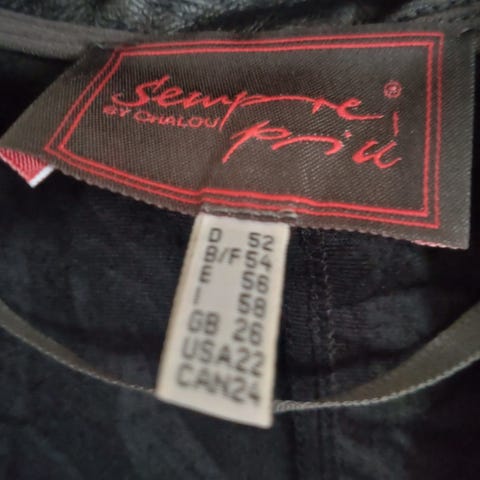 Sempre ®
BY CHALOU
più
D 52
B/F 54
E 56
I 58
GB 26
USA 22
CAN 24